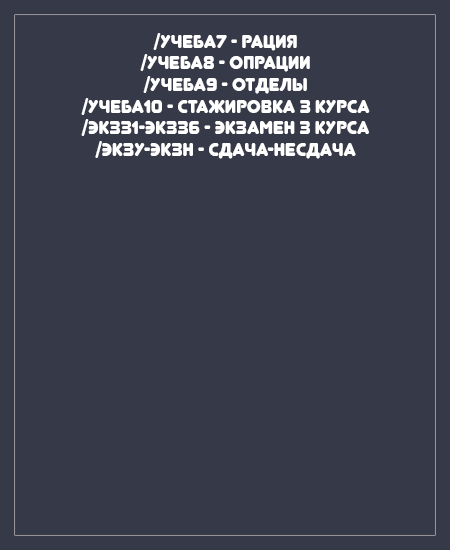 /УЧЕБА7 - РАЦИЯ
/УЧЕБА8 - ОПРАЦИИ
/УЧЕБА9 - ОТДЕЛЫ
/УЧЕБА10 - СТАЖИРОВКА 3 КУРСА
/ЭКЗ31-ЭКЗ36 - ЭКЗАМЕН 3 КУРСА
/ЭКЗУ-ЭКЗН - СДАЧА-НЕСДАЧА